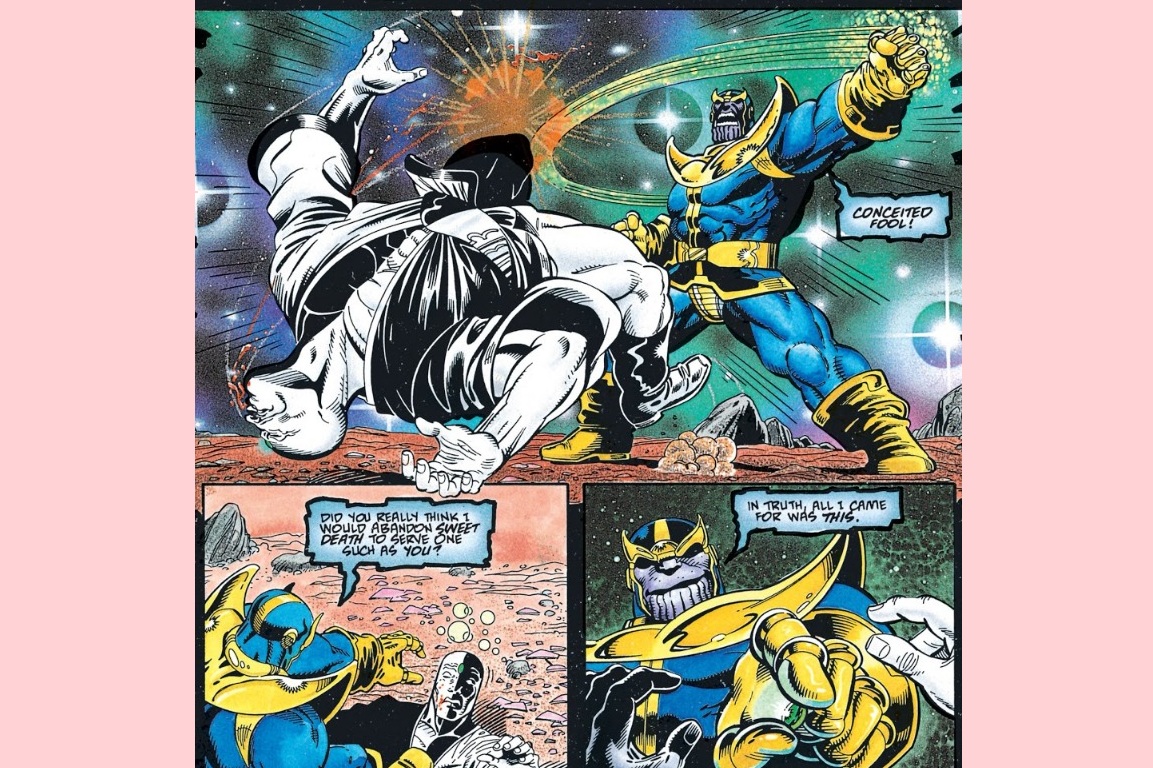 CONCEITED
FOOL!
DID YOU REALLY THINK I
WOULD ABANDON SWEET
DEATH TO SERVE ONE
SUCH AS YOU?
IN TRUTH, ALL I CAME
FOR WAS THIS.